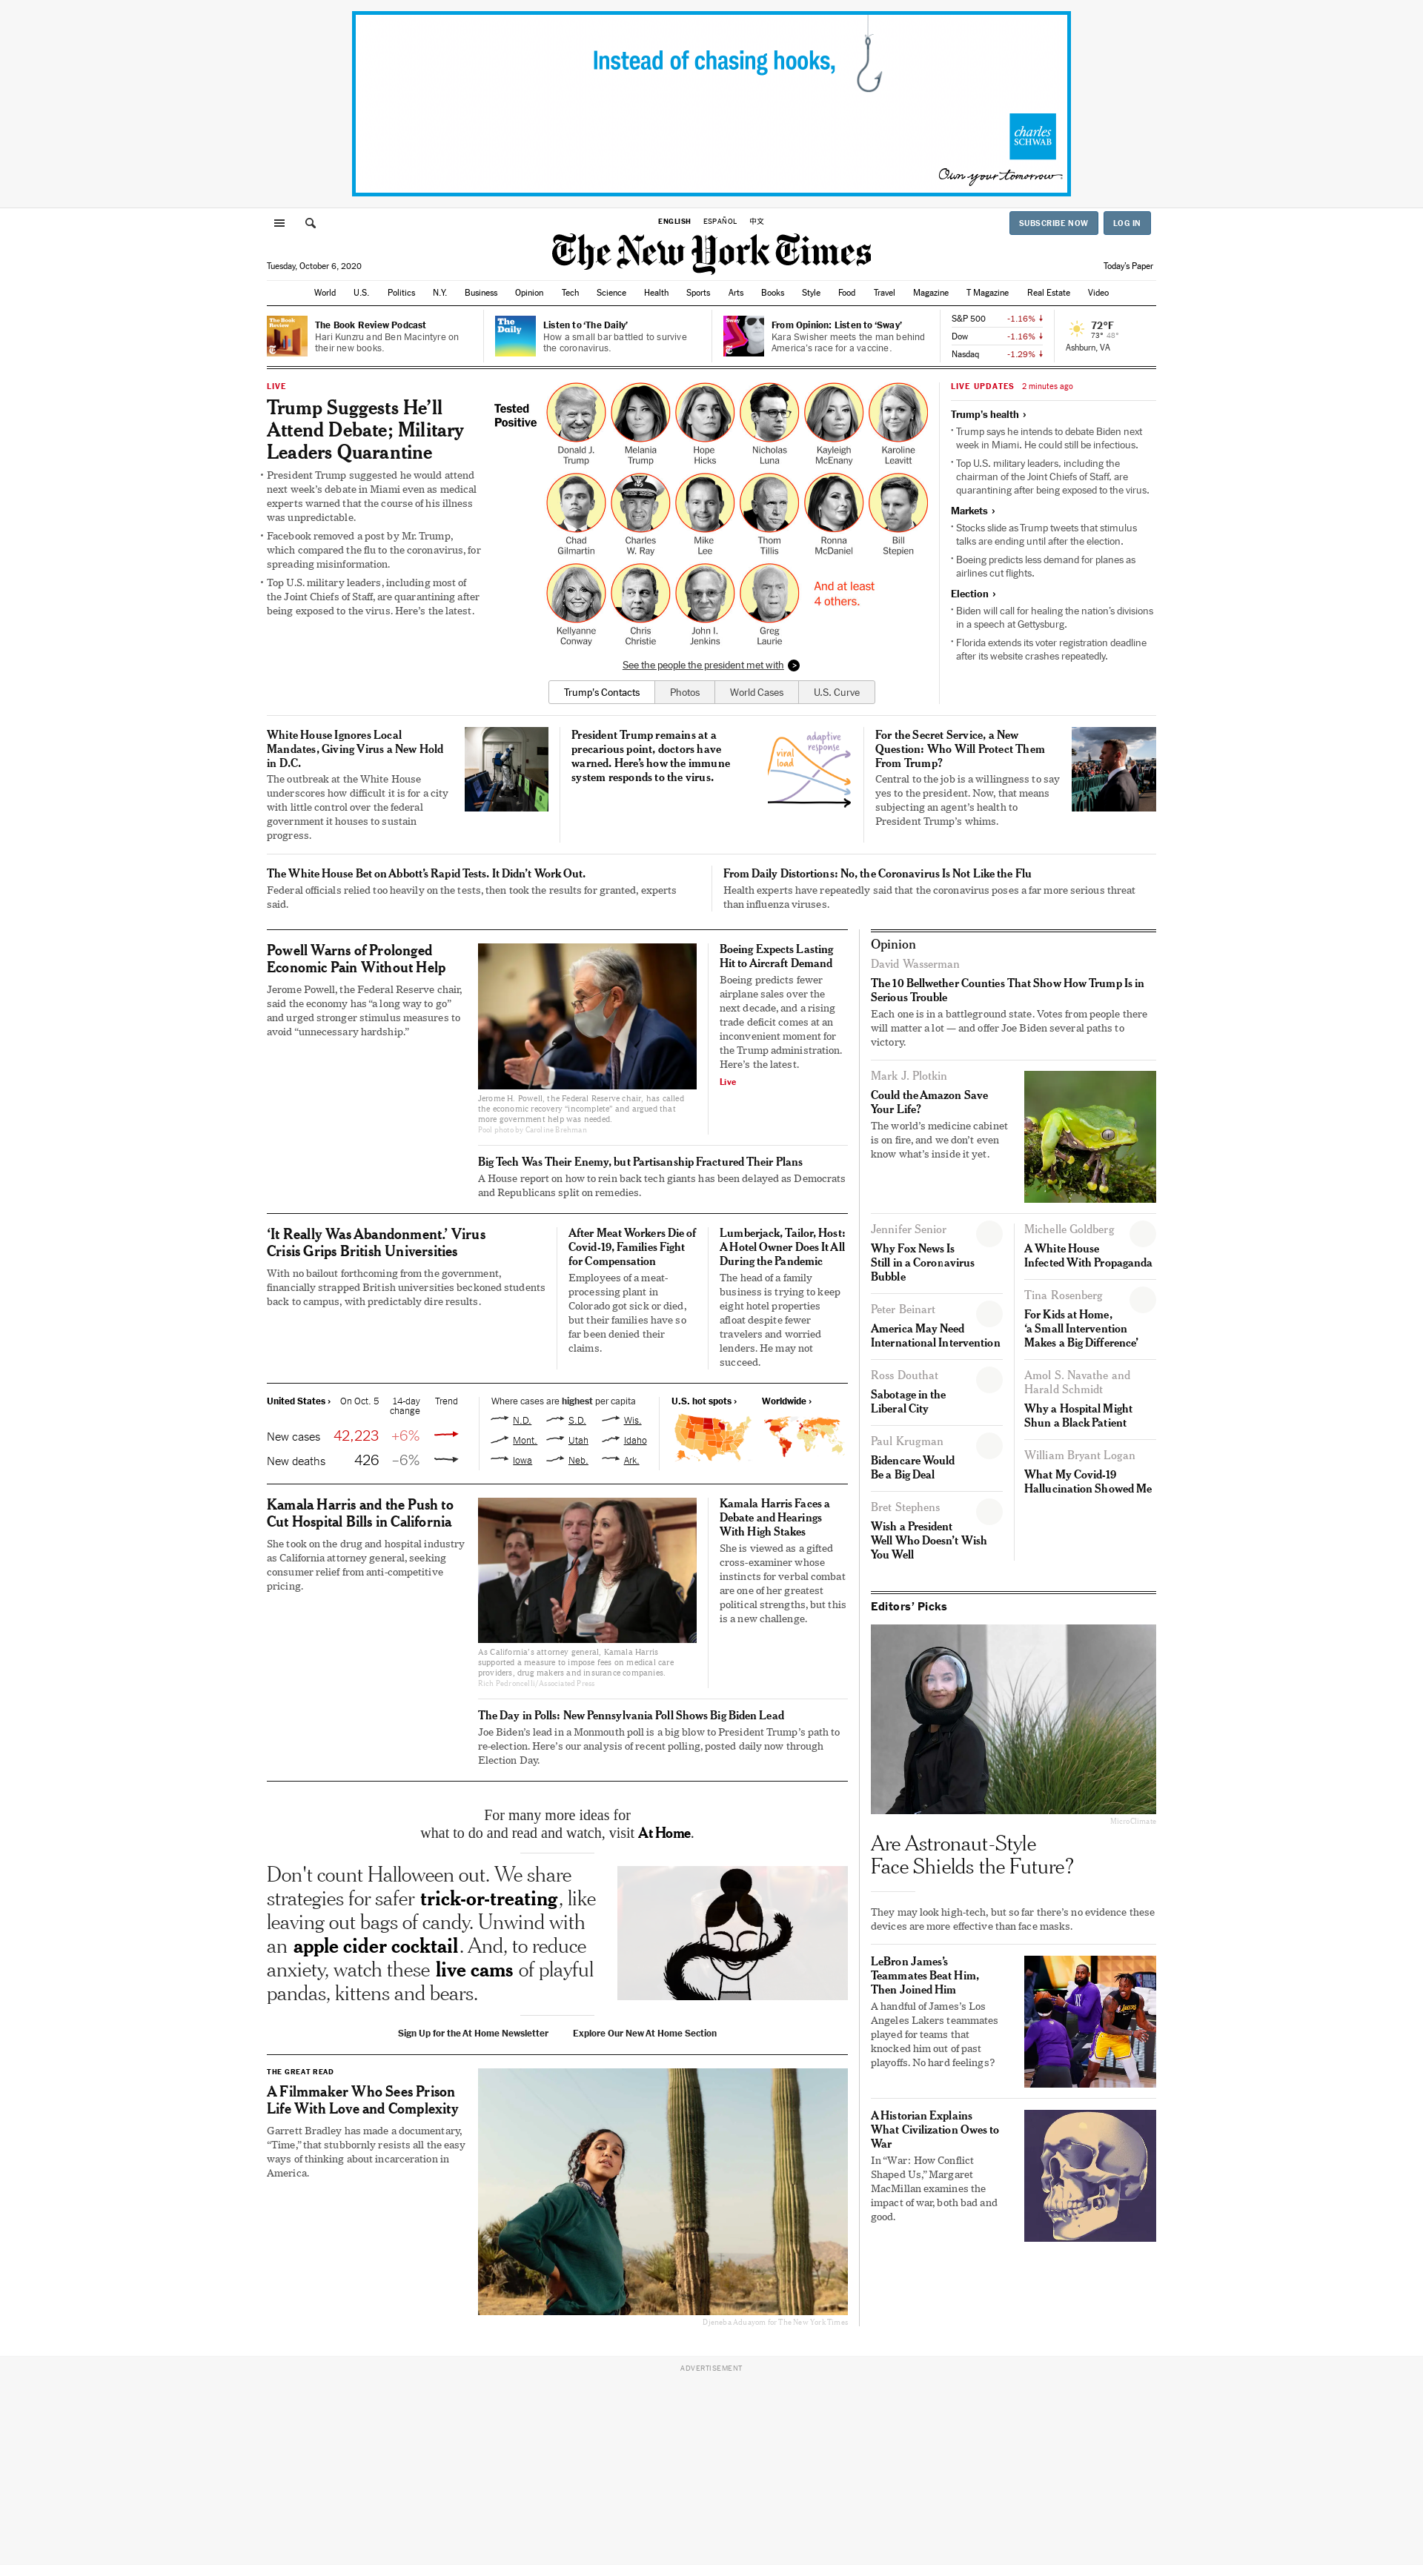 Instead of chasing hooks,
charles
SCHWAB
Own your tomorrow
ENGLISH ESPAÑOL 中文
SUBSCRIBE NOW LOG IN
The New York Times
Tuesday, October 6, 2020
Today's Paper
World U.S. Politics N.Y. Business Opinion Tech Science Health Sports Arts Books Style Food Travel Magazine T Magazine Real Estate Video
The Book Review
The Book Review Podcast
Hari Kunzru and Ben Macintyre on
their new books.
The Daily
Listen to ‘The Daily’
How a small bar battled to survive
the coronavirus.
Sway
From Opinion: Listen to ‘Sway’
Kara Swisher meets the man behind
America’s race for a vaccine.
S&P 500 -1.16% ↓
Dow -1.16% ↓
Nasdaq -1.29% ↓
72°F
73° 48°
Ashburn, VA
LIVE
Trump Suggests He’ll
Attend Debate; Military
Leaders Quarantine
President Trump suggested he would attend
next week’s debate in Miami even as medical
experts warned that the course of his illness
was unpredictable.
Facebook removed a post by Mr. Trump,
which compared the flu to the coronavirus, for
spreading misinformation.
Top U.S. military leaders, including most of
the Joint Chiefs of Staff, are quarantining after
being exposed to the virus. Here’s the latest.
Tested
Positive
Donald J. Trump
Melania Trump
Hope Hicks
Nicholas Luna
Kayleigh McEnany
Karoline Leavitt
Chad Gilmartin
Charles W. Ray
Mike Lee
Thom Tillis
Ronna McDaniel
Bill Stepien
Kellyanne Conway
Chris Christie
John I. Jenkins
Greg Laurie
And at least
4 others.
See the people the president met with >
Trump’s Contacts Photos World Cases U.S. Curve
LIVE UPDATES 2 minutes ago
Trump’s health ›
Trump says he intends to debate Biden next
week in Miami. He could still be infectious.
Top U.S. military leaders, including the
chairman of the Joint Chiefs of Staff, are
quarantining after being exposed to the virus.
Markets ›
Stocks slide as Trump tweets that stimulus
talks are ending until after the election.
Boeing predicts less demand for planes as
airlines cut flights.
Election ›
Biden will call for healing the nation’s divisions
in a speech at Gettysburg.
Florida extends its voter registration deadline
after its website crashes repeatedly.
White House Ignores Local
Mandates, Giving Virus a New Hold
in D.C.
The outbreak at the White House
underscores how difficult it is for a city
with little control over the federal
government it houses to sustain
progress.
President Trump remains at a
precarious point, doctors have
warned. Here’s how the immune
system responds to the virus.
adaptive
response
viral
load
For the Secret Service, a New
Question: Who Will Protect Them
From Trump?
Central to the job is a willingness to say
yes to the president. Now, that means
subjecting an agent’s health to
President Trump’s whims.
The White House Bet on Abbott’s Rapid Tests. It Didn’t Work Out.
Federal officials relied too heavily on the tests, then took the results for granted, experts
said.
From Daily Distortions: No, the Coronavirus Is Not Like the Flu
Health experts have repeatedly said that the coronavirus poses a far more serious threat
than influenza viruses.
Powell Warns of Prolonged
Economic Pain Without Help
Jerome Powell, the Federal Reserve chair,
said the economy has “a long way to go”
and urged stronger stimulus measures to
avoid “unnecessary hardship.”
Jerome H. Powell, the Federal Reserve chair, has called
the economic recovery “incomplete” and argued that
more government help was needed.
Pool photo by Caroline Brehman
Boeing Expects Lasting
Hit to Aircraft Demand
Boeing predicts fewer
airplane sales over the
next decade, and a rising
trade deficit comes at an
inconvenient moment for
the Trump administration.
Here’s the latest.
Live
Big Tech Was Their Enemy, but Partisanship Fractured Their Plans
A House report on how to rein back tech giants has been delayed as Democrats
and Republicans split on remedies.
‘It Really Was Abandonment.’ Virus
Crisis Grips British Universities
With no bailout forthcoming from the government,
financially strapped British universities beckoned students
back to campus, with predictably dire results.
After Meat Workers Die of
Covid-19, Families Fight
for Compensation
Employees of a meat-
processing plant in
Colorado got sick or died,
but their families have so
far been denied their
claims.
Lumberjack, Tailor, Host:
A Hotel Owner Does It All
During the Pandemic
The head of a family
business is trying to keep
eight hotel properties
afloat despite fewer
travelers and worried
lenders. He may not
succeed.
United States › On Oct. 5 14-day change Trend
New cases 42,223 +6%
New deaths 426 –6%
Where cases are highest per capita
N.D. S.D. Wis.
Mont. Utah Idaho
Iowa Neb. Ark.
U.S. hot spots › Worldwide ›
Kamala Harris and the Push to
Cut Hospital Bills in California
She took on the drug and hospital industry
as California attorney general, seeking
consumer relief from anti-competitive
pricing.
As California’s attorney general, Kamala Harris
supported a measure to impose fees on medical care
providers, drug makers and insurance companies.
Rich Pedroncelli/Associated Press
Kamala Harris Faces a
Debate and Hearings
With High Stakes
She is viewed as a gifted
cross-examiner whose
instincts for verbal combat
are one of her greatest
political strengths, but this
is a new challenge.
The Day in Polls: New Pennsylvania Poll Shows Big Biden Lead
Joe Biden’s lead in a Monmouth poll is a big blow to President Trump’s path to
re-election. Here’s our analysis of recent polling, posted daily now through
Election Day.
For many more ideas for
what to do and read and watch, visit At Home.
Don't count Halloween out. We share
strategies for safer trick-or-treating, like
leaving out bags of candy. Unwind with
an apple cider cocktail. And, to reduce
anxiety, watch these live cams of playful
pandas, kittens and bears.
Sign Up for the At Home Newsletter Explore Our New At Home Section
THE GREAT READ
A Filmmaker Who Sees Prison
Life With Love and Complexity
Garrett Bradley has made a documentary,
“Time,” that stubbornly resists all the easy
ways of thinking about incarceration in
America.
Djeneba Aduayom for The New York Times
Opinion
David Wasserman
The 10 Bellwether Counties That Show How Trump Is in
Serious Trouble
Each one is in a battleground state. Votes from people there
will matter a lot — and offer Joe Biden several paths to
victory.
Mark J. Plotkin
Could the Amazon Save
Your Life?
The world’s medicine cabinet
is on fire, and we don’t even
know what’s inside it yet.
Jennifer Senior
Why Fox News Is
Still in a Coronavirus
Bubble
Peter Beinart
America May Need
International Intervention
Ross Douthat
Sabotage in the
Liberal City
Paul Krugman
Bidencare Would
Be a Big Deal
Bret Stephens
Wish a President
Well Who Doesn’t Wish
You Well
Michelle Goldberg
A White House
Infected With Propaganda
Tina Rosenberg
For Kids at Home,
‘a Small Intervention
Makes a Big Difference’
Amol S. Navathe and
Harald Schmidt
Why a Hospital Might
Shun a Black Patient
William Bryant Logan
What My Covid-19
Hallucination Showed Me
Editors’ Picks
MicroClimate
Are Astronaut-Style
Face Shields the Future?
They may look high-tech, but so far there’s no evidence these
devices are more effective than face masks.
LeBron James’s
Teammates Beat Him,
Then Joined Him
A handful of James’s Los
Angeles Lakers teammates
played for teams that
knocked him out of past
playoffs. No hard feelings?
A Historian Explains
What Civilization Owes to
War
In “War: How Conflict
Shaped Us,” Margaret
MacMillan examines the
impact of war, both bad and
good.
ADVERTISEMENT